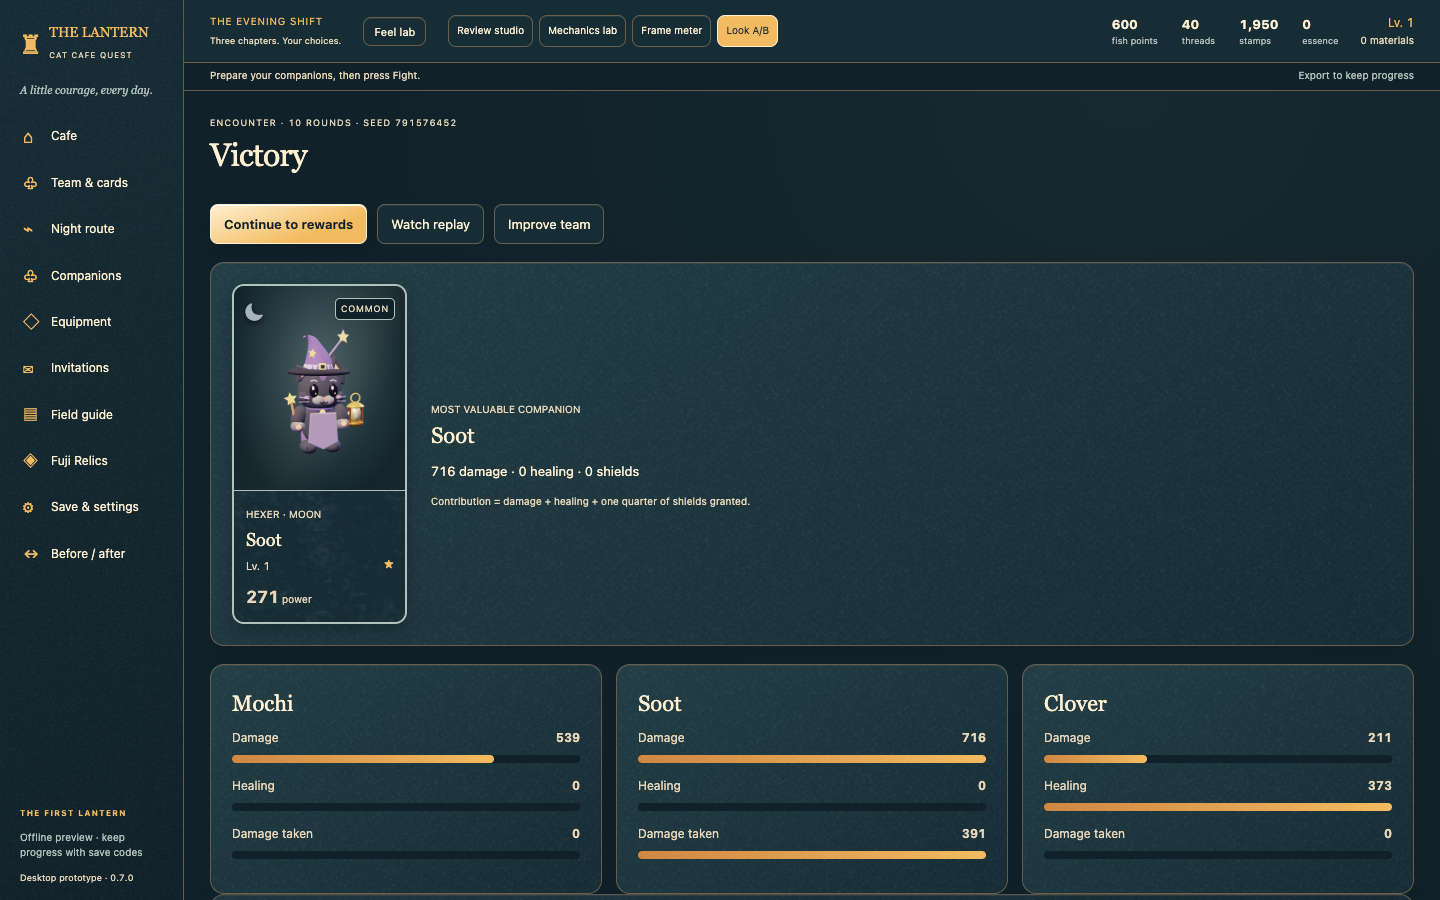 THE LANTERN
CAT CAFE QUEST
A little courage, every day.
Cafe
Team & cards
Night route
Companions
Equipment
Invitations
Field guide
Fuji Relics
Save & settings
Before / after
THE FIRST LANTERN
Offline preview · keep
progress with save codes
Desktop prototype · 0.7.0
THE EVENING SHIFT
Three chapters. Your choices.
Feel lab
Review studio
Mechanics lab
Frame meter
Look A/B
600
fish points
40
threads
1,950
stamps
0
essence
Lv. 1
0 materials
Prepare your companions, then press Fight.
Export to keep progress
ENCOUNTER · 10 ROUNDS · SEED 791576452
Victory
Continue to rewards
Watch replay
Improve team
COMMON
HEXER · MOON
Soot
Lv. 1
271 power
MOST VALUABLE COMPANION
Soot
716 damage · 0 healing · 0 shields
Contribution = damage + healing + one quarter of shields granted.
Mochi
Damage 539
Healing 0
Damage taken 0
Soot
Damage 716
Healing 0
Damage taken 391
Clover
Damage 211
Healing 373
Damage taken 0